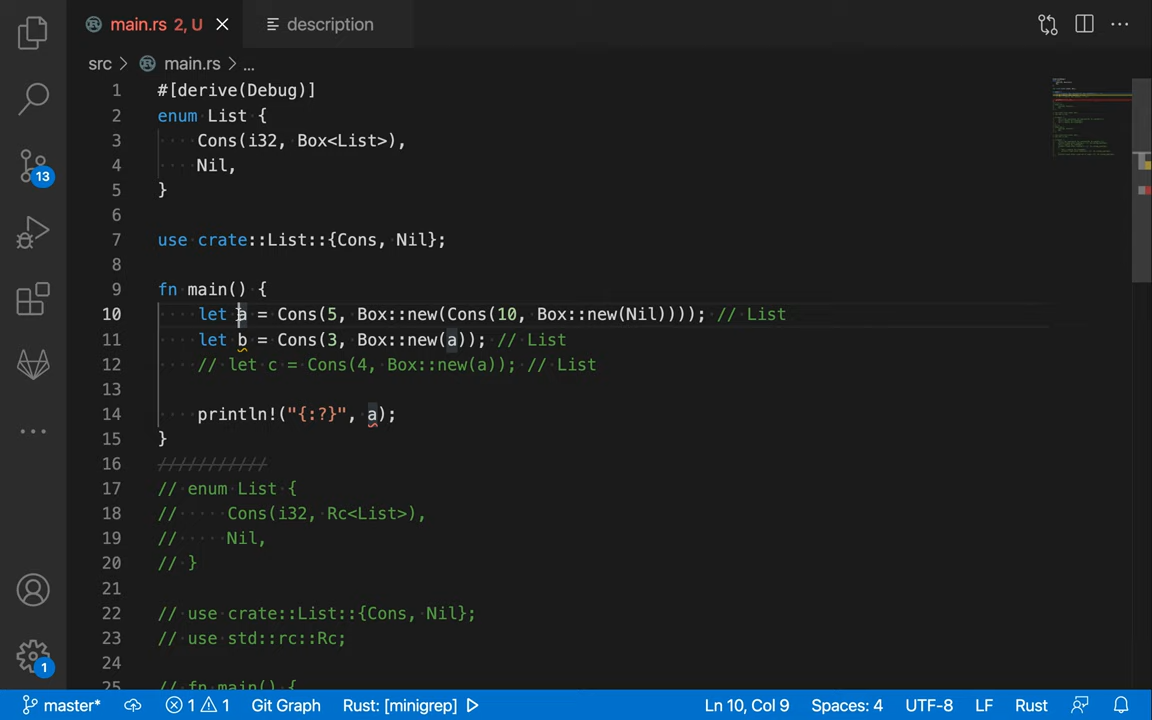 main.rs 2, U
description
src > main.rs > ...
1 #[derive(Debug)]
2 enum List {
3 Cons(i32, Box<List>),
4 Nil,
5 }
6
7 use crate::List::{Cons, Nil};
8
9 fn main() {
10 let a = Cons(5, Box::new(Cons(10, Box::new(Nil)))); // List
11 let b = Cons(3, Box::new(a)); // List
12 // let c = Cons(4, Box::new(a)); // List
13
14 println!("{:?}", a);
15 }
16 ///////////
17 // enum List {
18 // Cons(i32, Rc<List>),
19 // Nil,
20 // }
21
22 // use crate::List::{Cons, Nil};
23 // use std::rc::Rc;
24
25 // fn main() {
13
1
master* 1 1 Git Graph Rust: [minigrep] Ln 10, Col 9 Spaces: 4 UTF-8 LF Rust